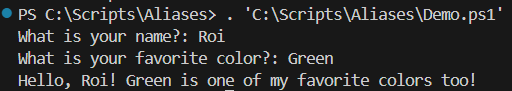 PS C:\Scripts\Aliases> . 'C:\Scripts\Aliases\Demo.ps1'
What is your name?: Roi
What is your favorite color?: Green
Hello, Roi! Green is one of my favorite colors too!